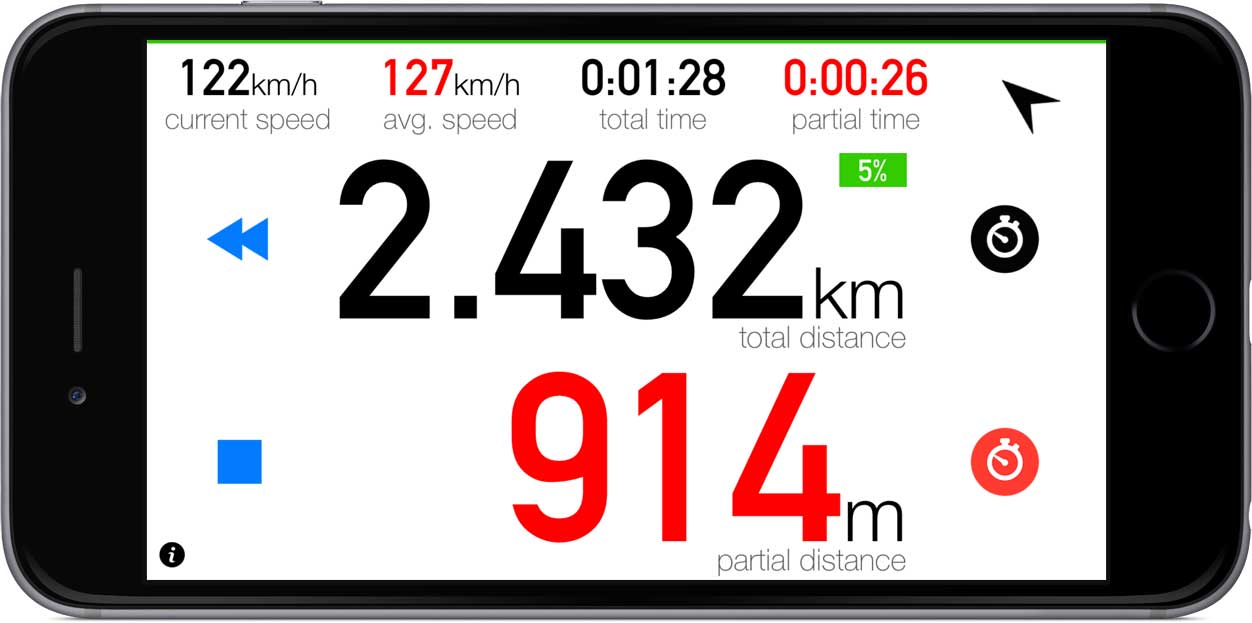 122km/h 127km/h 0:01:28 0:00:26
current speed avg. speed total time partial time
5%
2.432km
total distance
914m
i partial distance